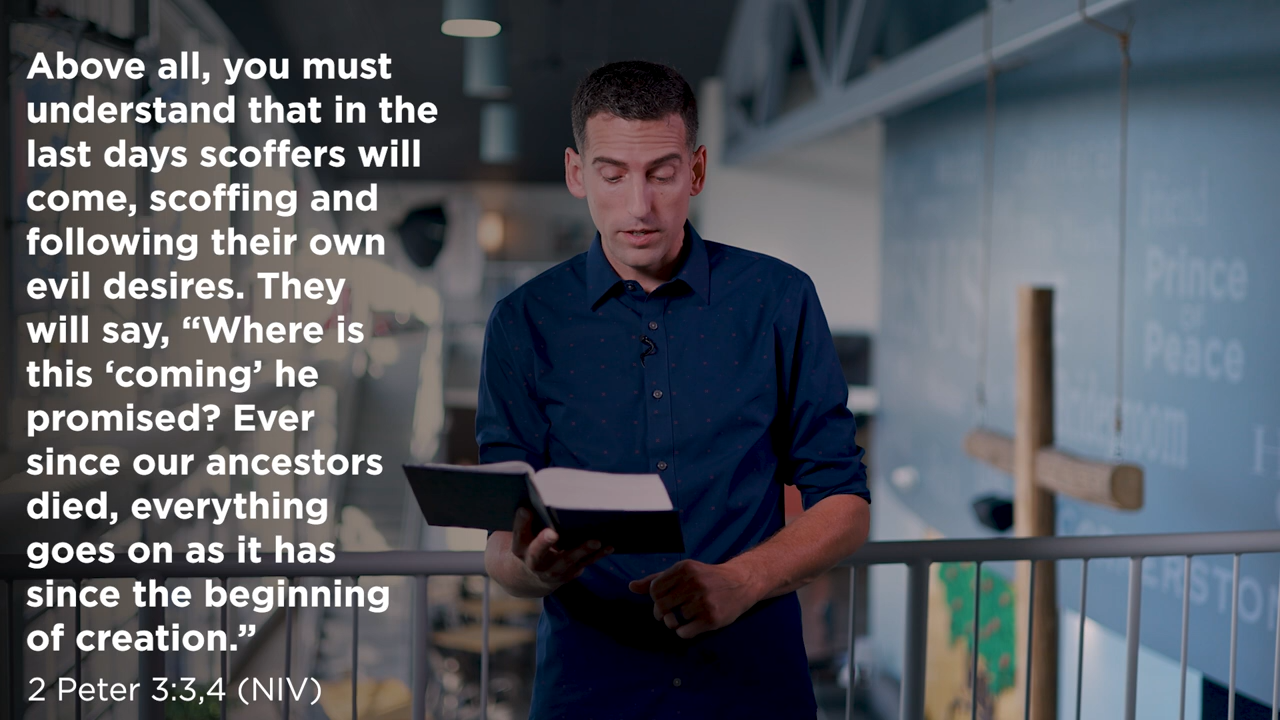 Above all, you must
understand that in the
last days scoffers will
come, scoffing and
following their own
evil desires. They
will say, “Where is
this ‘coming’ he
promised? Ever
since our ancestors
died, everything
goes on as it has
since the beginning
of creation.”
2 Peter 3:3,4 (NIV)
Prince
of
Peace